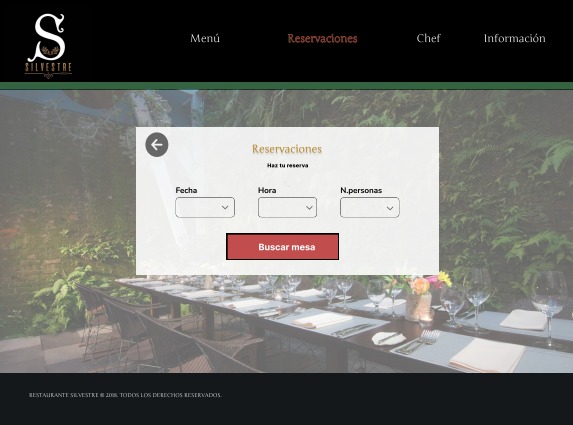 S
SILVESTRE
Menú
Reservaciones
Chef
Información
Reservaciones
Haz tu reserva
Fecha
Hora
N.personas
Buscar mesa
RESTAURANTE SILVESTRE © 2018. TODOS LOS DERECHOS RESERVADOS.